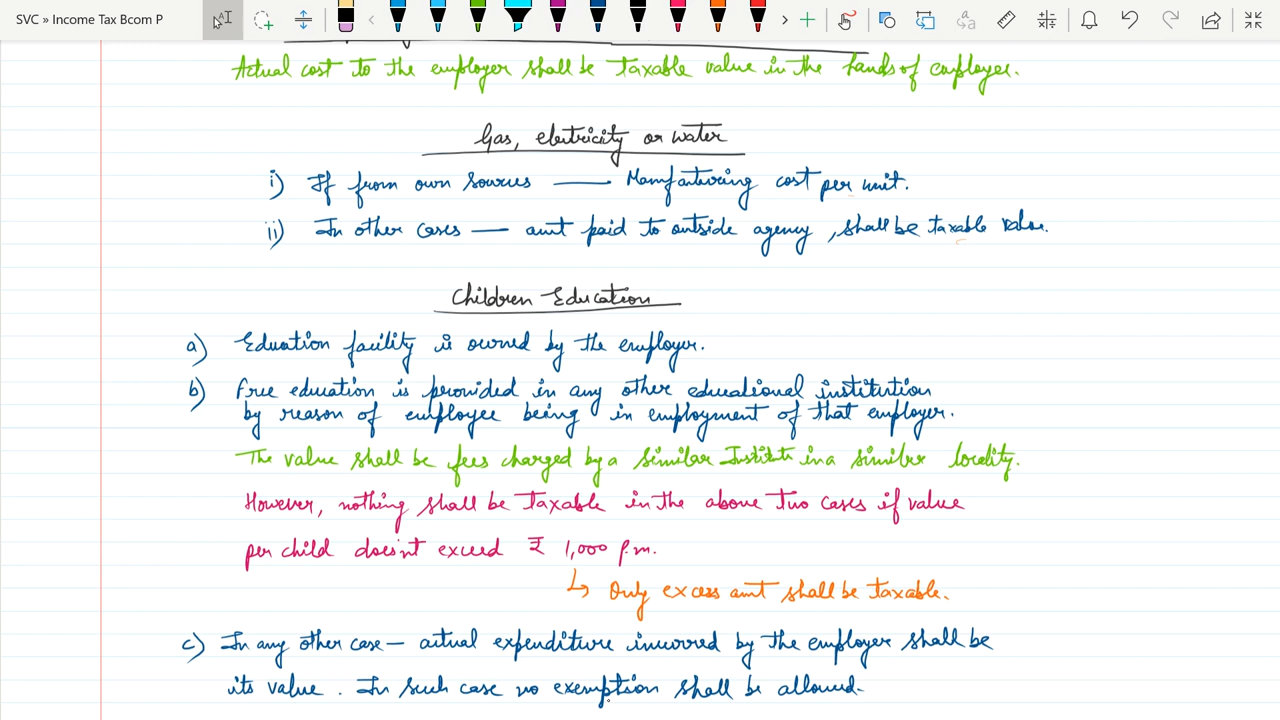 SVC » Income Tax Bcom P
Actual cost to the employer shall be taxable value in the hands of employee.
Gas, electricity or water
i) If from own sources — Manufacturing cost per unit.
ii) In other cases — amt paid to outside agency, shall be taxable value.
Children Education
a) Eduation facility is owned by the employer.
b) Free education is provided in any other educational institution
by reason of employee being in employment of that employer.
The value shall be fees charged by a similar Institute in a similar locality.
However, nothing shall be taxable in the above two cases if value
per child doesn't exceed ₹ 1,000 p.m.
↳ Only excess amt shall be taxable.
c) In any other case — actual expenditure incurred by the employer shall be
its value. In such case no exemption shall be allowed.